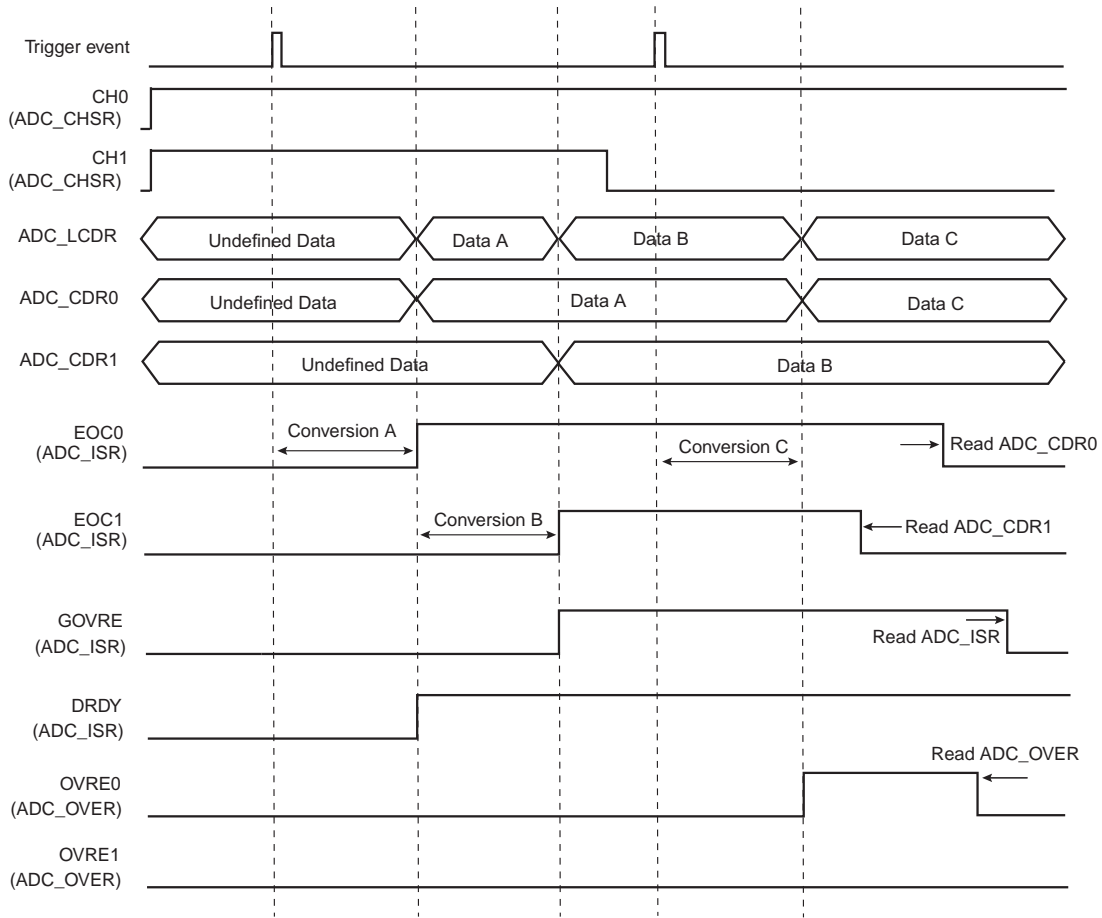 Trigger event
CH0
(ADC_CHSR)
CH1
(ADC_CHSR)
ADC_LCDR
Undefined Data
Data A
Data B
Data C
ADC_CDR0
Undefined Data
Data A
Data C
ADC_CDR1
Undefined Data
Data B
EOC0
(ADC_ISR)
Conversion A
Conversion C
Read ADC_CDR0
EOC1
(ADC_ISR)
Conversion B
Read ADC_CDR1
GOVRE
(ADC_ISR)
Read ADC_ISR
DRDY
(ADC_ISR)
Read ADC_OVER
OVRE0
(ADC_OVER)
OVRE1
(ADC_OVER)